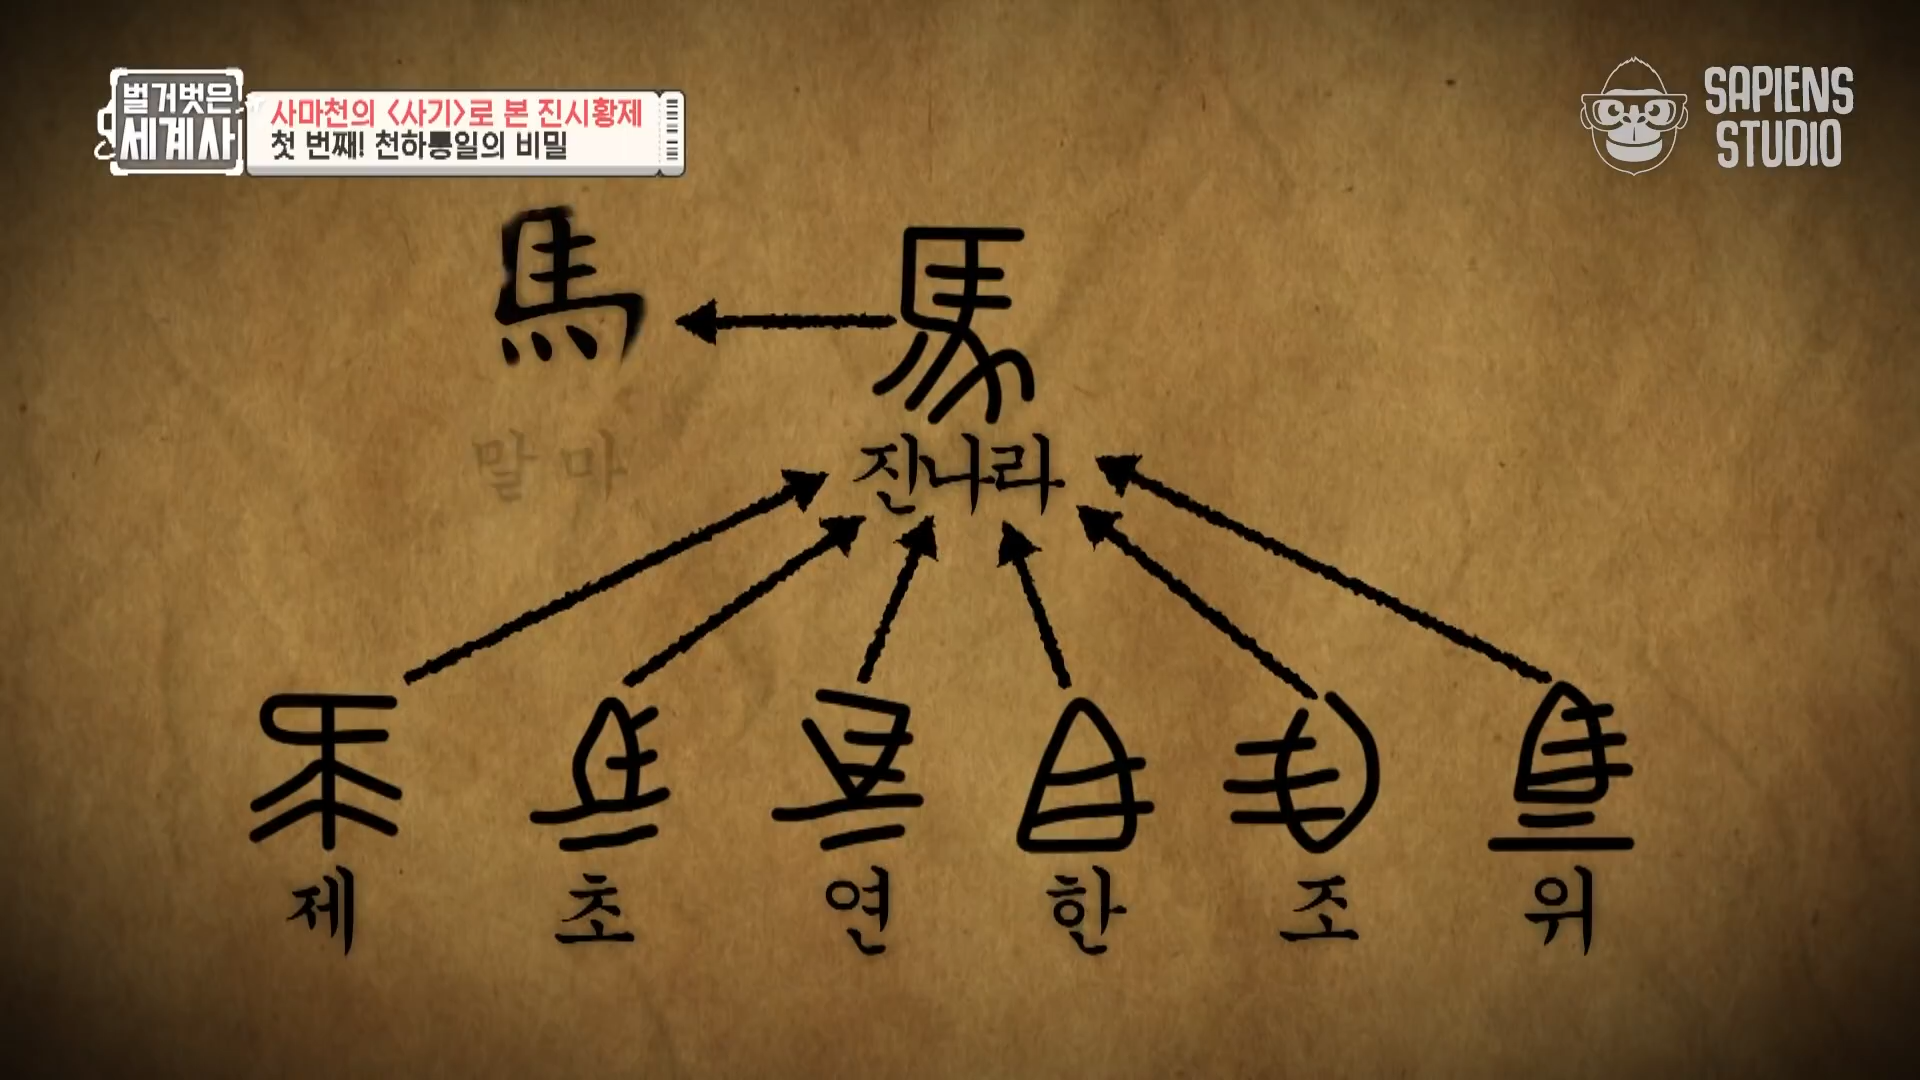 벌거벗은
세계사
사마천의 <사기>로 본 진시황제
첫 번째! 천하통일의 비밀
SAPIENS
STUDIO
馬 馬
말 마
진나라
제 초 연 한 조 위